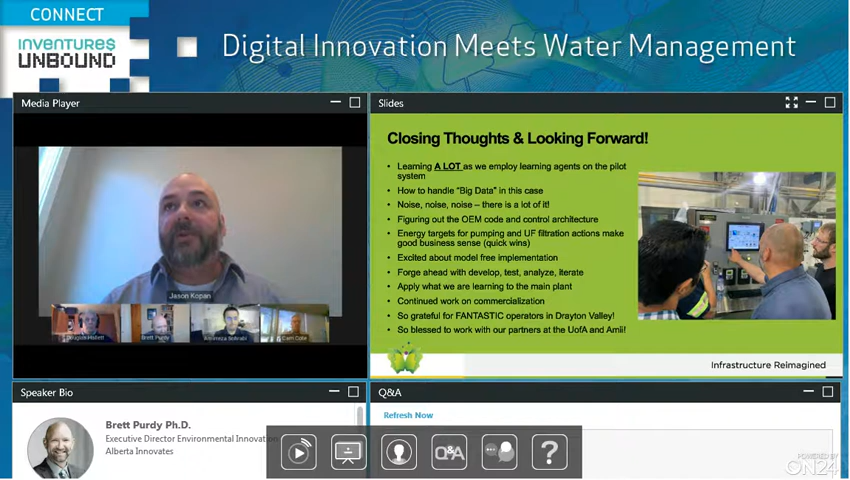 CONNECT
INVENTURES
UNBOUND
Digital Innovation Meets Water Management
Media Player
Slides
Closing Thoughts & Looking Forward!
• Learning A LOT as we employ learning agents on the pilot
system
• How to handle “Big Data” in this case
• Noise, noise, noise – there is a lot of it!
• Figuring out the OEM code and control architecture
• Energy targets for pumping and UF filtration actions make
good business sense (quick wins)
• Excited about model free implementation
• Forge ahead with develop, test, analyze, iterate
• Apply what we are learning to the main plant
• Continued work on commercialization
• So grateful for FANTASTIC operators in Drayton Valley!
• So blessed to work with our partners at the UofA and Amii!
Infrastructure Reimagined
Jason Kopan
Brett Purdy
Speaker Bio
Q&A
Refresh Now
Brett Purdy Ph.D.
Executive Director Environmental Innovation
Alberta Innovates
Q&A
?
POWERED BY
ON24